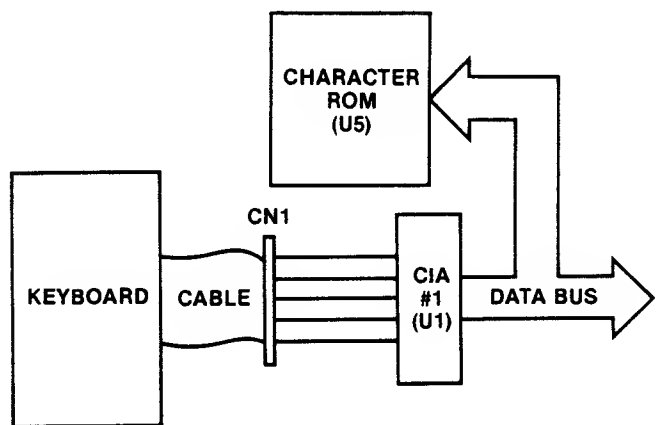 CHARACTER
ROM
(U5)
CN1
KEYBOARD
CABLE
CIA
#1
(U1)
DATA BUS